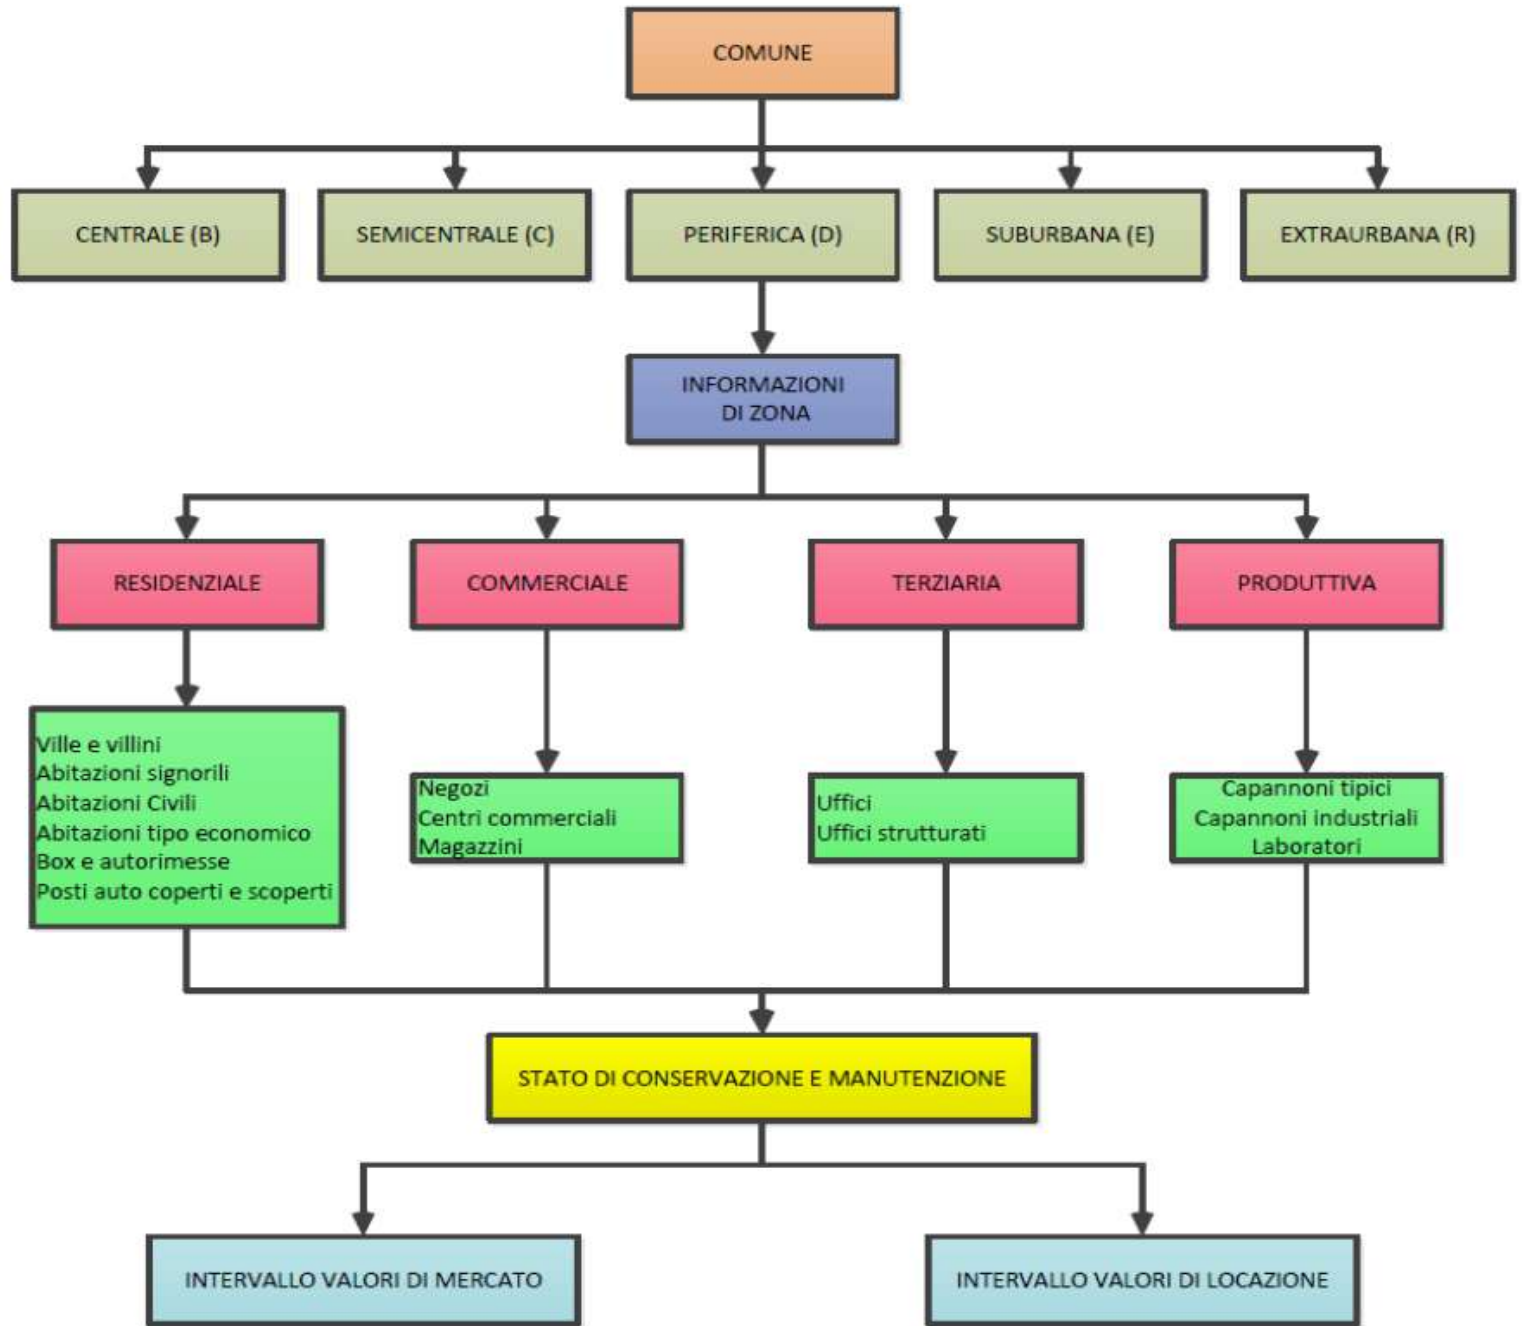 COMUNE
CENTRALE (B)
SEMICENTRALE (C)
PERIFERICA (D)
SUBURBANA (E)
EXTRAURBANA (R)
INFORMAZIONI
DI ZONA
RESIDENZIALE
COMMERCIALE
TERZIARIA
PRODUTTIVA
Ville e villini
Abitazioni signorili
Abitazioni Civili
Abitazioni tipo economico
Box e autorimesse
Posti auto coperti e scoperti
Negozi
Centri commerciali
Magazzini
Uffici
Uffici strutturati
Capannoni tipici
Capannoni industriali
Laboratori
STATO DI CONSERVAZIONE E MANUTENZIONE
INTERVALLO VALORI DI MERCATO
INTERVALLO VALORI DI LOCAZIONE